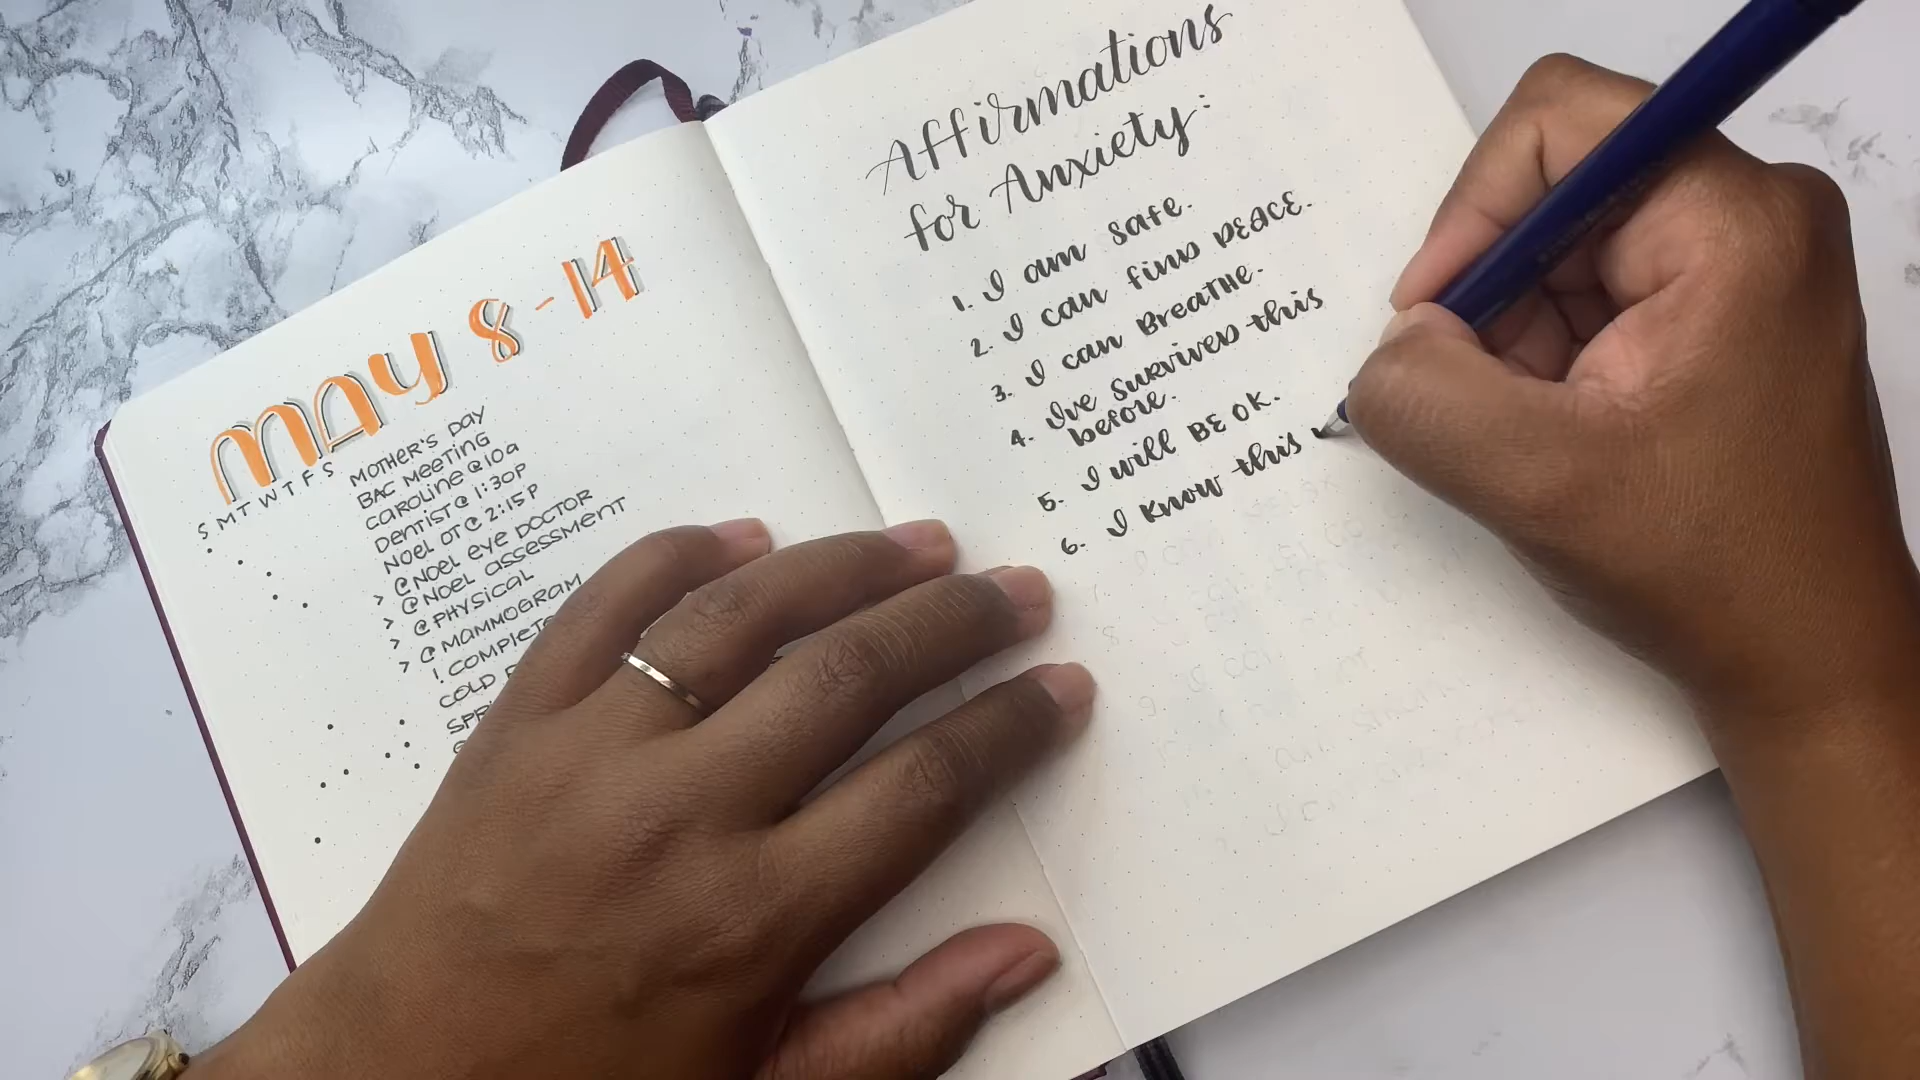 MAY 8-14
S M T W T F S
MOTHER'S DAY
BAC MEETING
CAROLINE @ 10a
DENTIST @ 1:30P
NOEL OT @ 2:15P
> @NOEL EYE DOCTOR
> @NOEL ASSESSMENT
> @PHYSICAL
> @MAMMOGRAM
! COMPLETE
COLD
Affirmations
for Anxiety:
1. I am safe.
2. I can find PEACE.
3. I can BreatHe.
4. I've survived this
before.
5. I will BE OK.
6. I Know this